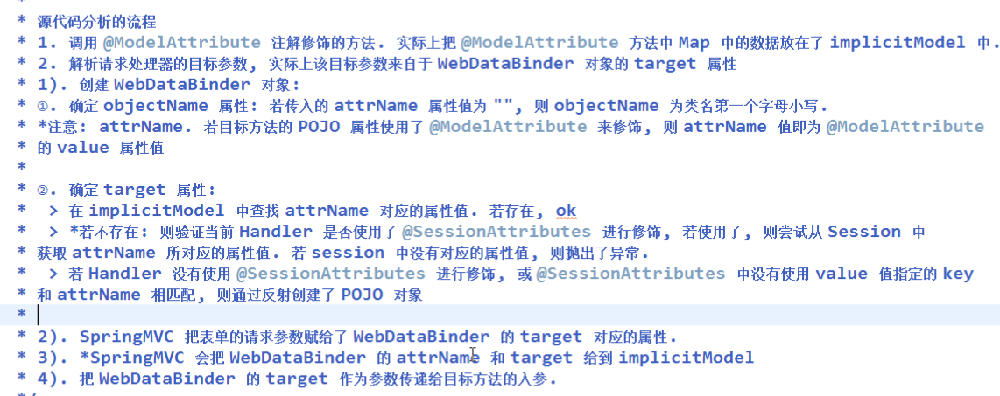 *
* 源代码分析的流程
* 1. 调用 @ModelAttribute 注解修饰的方法. 实际上把 @ModelAttribute 方法中 Map 中的数据放在了 implicitModel 中.
* 2. 解析请求处理器的目标参数, 实际上该目标参数来自于 WebDataBinder 对象的 target 属性
* 1). 创建 WebDataBinder 对象:
* ①. 确定 objectName 属性: 若传入的 attrName 属性值为 "", 则 objectName 为类名第一个字母小写.
* *注意: attrName. 若目标方法的 POJO 属性使用了 @ModelAttribute 来修饰, 则 attrName 值即为 @ModelAttribute
* 的 value 属性值
*
* ②. 确定 target 属性:
*  > 在 implicitModel 中查找 attrName 对应的属性值. 若存在, ok
*  > *若不存在: 则验证当前 Handler 是否使用了 @SessionAttributes 进行修饰, 若使用了, 则尝试从 Session 中
* 获取 attrName 所对应的属性值. 若 session 中没有对应的属性值, 则抛出了异常.
*  > 若 Handler 没有使用 @SessionAttributes 进行修饰, 或 @SessionAttributes 中没有使用 value 值指定的 key
* 和 attrName 相匹配, 则通过反射创建了 POJO 对象
*
* 2). SpringMVC 把表单的请求参数赋给了 WebDataBinder 的 target 对应的属性.
* 3). *SpringMVC 会把 WebDataBinder 的 attrName 和 target 给到 implicitModel
* 4). 把 WebDataBinder 的 target 作为参数传递给目标方法的入参.
*/